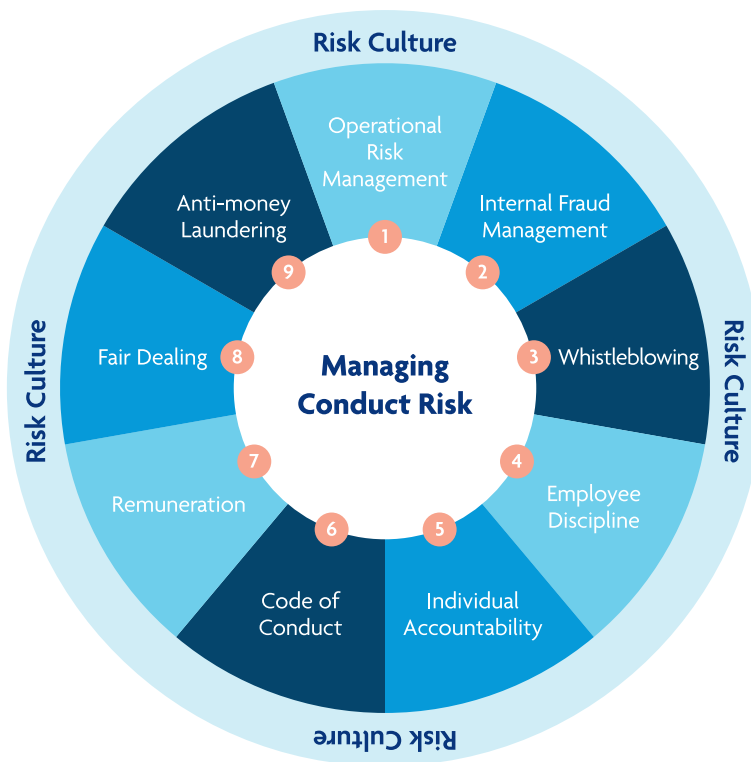 Risk Culture
Operational
Risk
Management
1
Internal Fraud
Management
2
Whistleblowing
3
Employee
Discipline
4
Individual
Accountability
5
Code of
Conduct
6
Remuneration
7
Fair Dealing
8
Anti-money
Laundering
9
Managing
Conduct Risk
Risk Culture
Risk Culture
Risk Culture